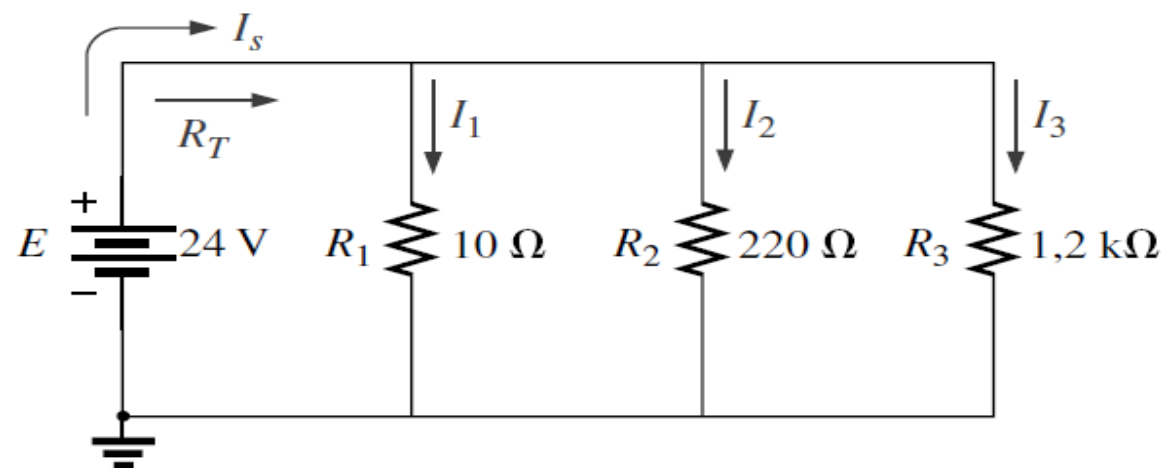 I_s
R_T
I_1
I_2
I_3
+
E 24 V R_1 10 Ω R_2 220 Ω R_3 1,2 kΩ
−